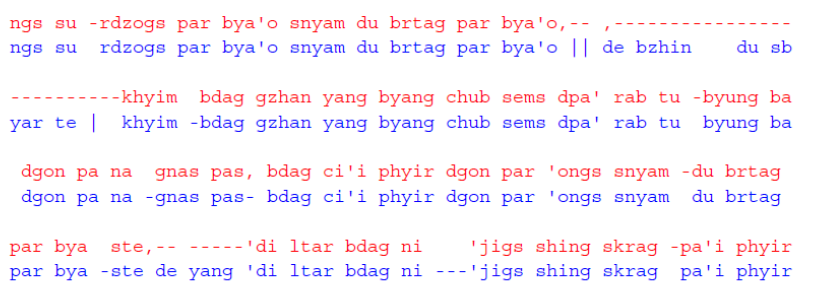 ngs su -rdzogs par bya'o snyam du brtag par bya'o,-- ,----------------
ngs su  rdzogs par bya'o snyam du brtag par bya'o || de bzhin    du sb
----------khyim  bdag gzhan yang byang chub sems dpa' rab tu -byung ba
yar te |  khyim -bdag gzhan yang byang chub sems dpa' rab tu  byung ba
 dgon pa na  gnas pas, bdag ci'i phyir dgon par 'ongs snyam -du brtag
 dgon pa na -gnas pas- bdag ci'i phyir dgon par 'ongs snyam  du brtag
par bya  ste,-- -----'di ltar bdag ni    'jigs shing skrag -pa'i phyir
par bya -ste de yang 'di ltar bdag ni ---'jigs shing skrag  pa'i phyir